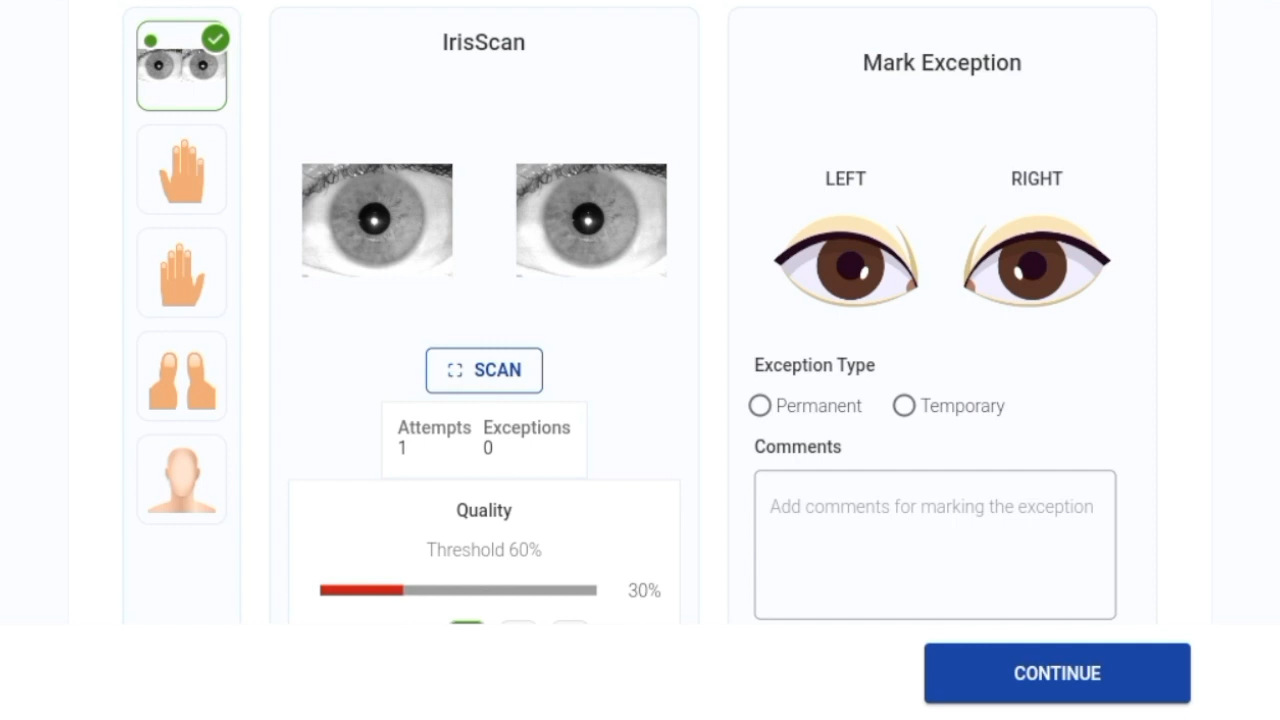 IrisScan
SCAN
Attempts Exceptions
1 0
Quality
Threshold 60%
30%
Mark Exception
LEFT RIGHT
Exception Type
Permanent Temporary
Comments
Add comments for marking the exception
CONTINUE